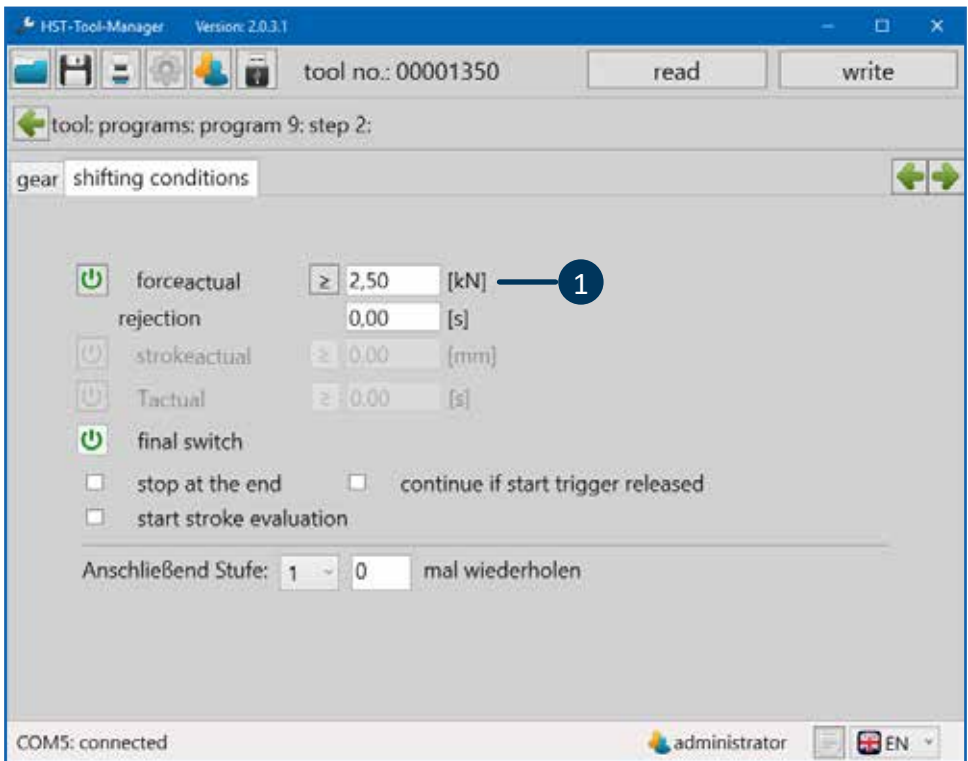 HST-Tool-Manager Version: 2.0.3.1
tool no.: 00001350 read write
tool: programs: program 9: step 2:
gear shifting conditions
forceactual ≥ 2,50 [kN] 1
rejection 0,00 [s]
strokeactual ≥ 0.00 [mm]
Tactual ≥ 0.00 [s]
final switch
stop at the end continue if start trigger released
start stroke evaluation
Anschließend Stufe: 1 0 mal wiederholen
COM5: connected administrator EN